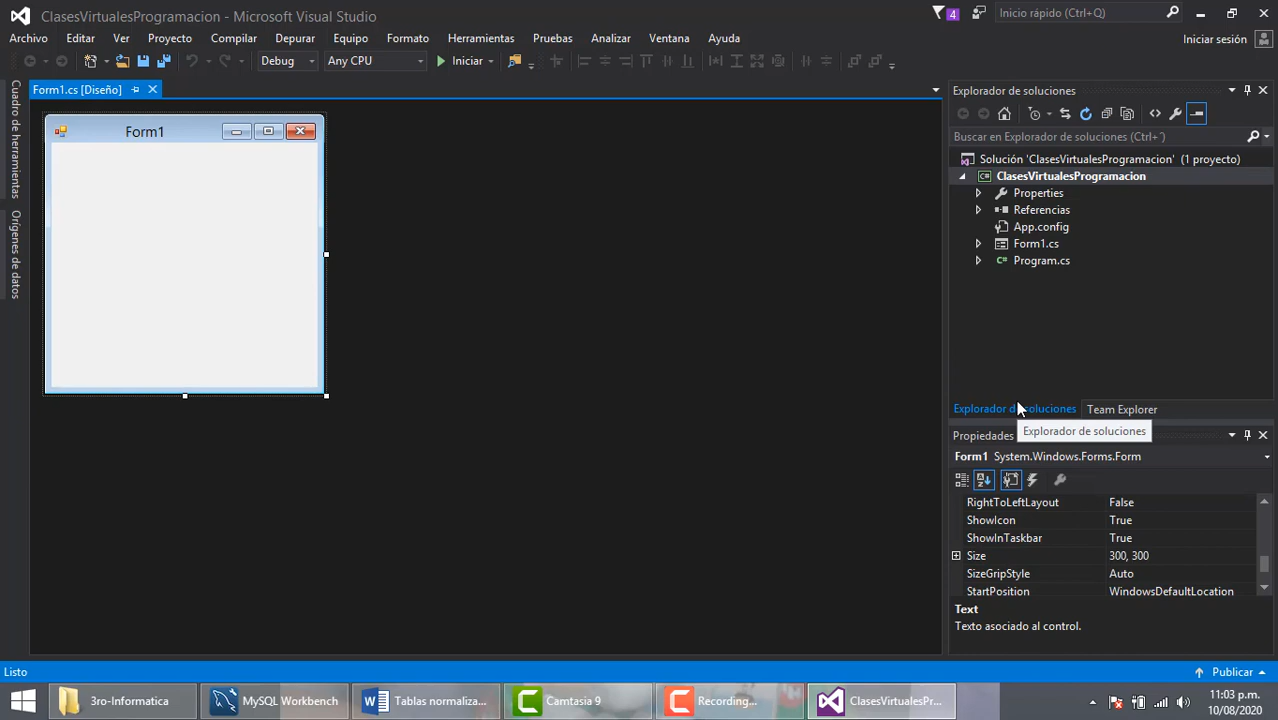 ClasesVirtualesProgramacion - Microsoft Visual Studio
4
Inicio rápido (Ctrl+Q)
Archivo Editar Ver Proyecto Compilar Depurar Equipo Formato Herramientas Pruebas Analizar Ventana Ayuda
Iniciar sesión
Debug Any CPU Iniciar
Cuadro de herramientas
Orígenes de datos
Form1.cs [Diseño]
Form1
Explorador de soluciones
Buscar en Explorador de soluciones (Ctrl+´)
Solución 'ClasesVirtualesProgramacion' (1 proyecto)
ClasesVirtualesProgramacion
Properties
Referencias
App.config
Form1.cs
Program.cs
Explorador de soluciones Team Explorer
Explorador de soluciones
Propiedades
Form1 System.Windows.Forms.Form
RightToLeftLayout False
ShowIcon True
ShowInTaskbar True
Size 300, 300
SizeGripStyle Auto
StartPosition WindowsDefaultLocation
Text
Texto asociado al control.
Listo
Publicar
3ro-Informatica
MySQL Workbench
Tablas normaliza...
Camtasia 9
Recording...
ClasesVirtualesPr...
11:03 p.m.
10/08/2020